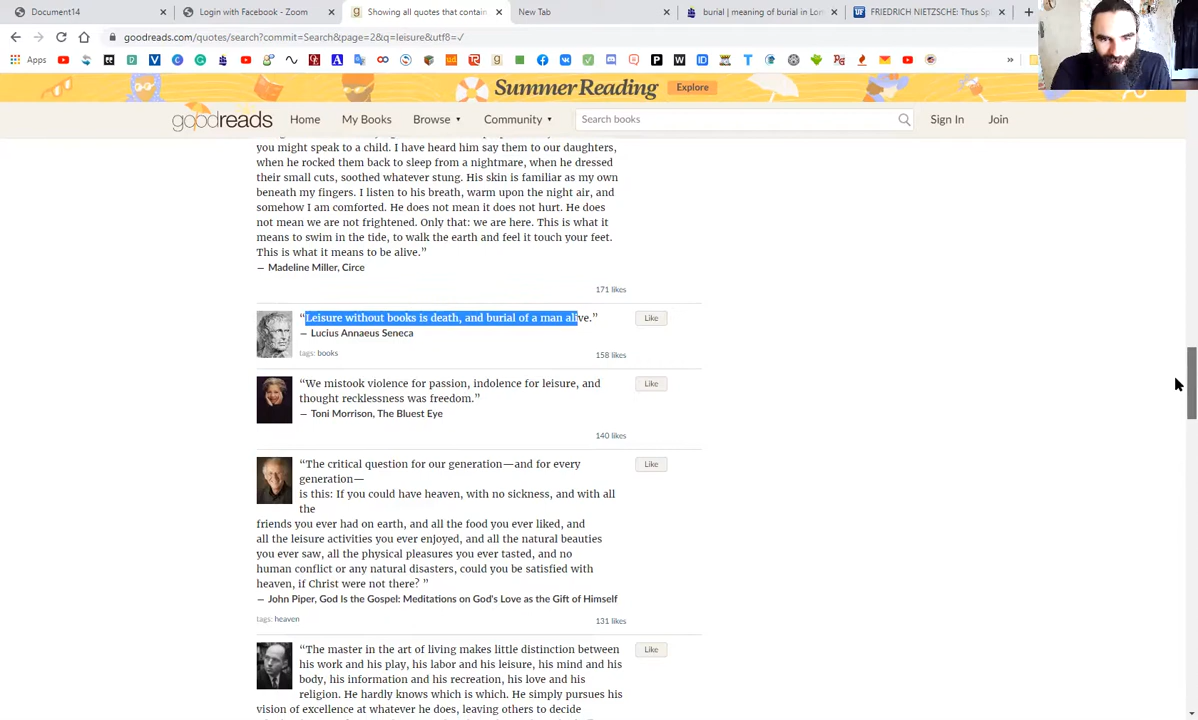 Document14
Login with Facebook - Zoom
Showing all quotes that contain
New Tab
burial | meaning of burial in Lon
FRIEDRICH NIETZSCHE: Thus Sp
goodreads.com/quotes/search?commit=Search&page=2&q=leisure&utf8=✓
Apps
Summer Reading
Explore
goodreads
Home
My Books
Browse
Community
Search books
Sign In
Join
you might speak to a child. I have heard him say them to our daughters,
when he rocked them back to sleep from a nightmare, when he dressed
their small cuts, soothed whatever stung. His skin is familiar as my own
beneath my fingers. I listen to his breath, warm upon the night air, and
somehow I am comforted. He does not mean it does not hurt. He does
not mean we are not frightened. Only that: we are here. This is what it
means to swim in the tide, to walk the earth and feel it touch your feet.
This is what it means to be alive.”
― Madeline Miller, Circe
171 likes
“Leisure without books is death, and burial of a man alive.”
Like
― Lucius Annaeus Seneca
tags: books
158 likes
“We mistook violence for passion, indolence for leisure, and
Like
thought recklessness was freedom.”
― Toni Morrison, The Bluest Eye
140 likes
“The critical question for our generation—and for every
Like
generation—
is this: If you could have heaven, with no sickness, and with all
the
friends you ever had on earth, and all the food you ever liked, and
all the leisure activities you ever enjoyed, and all the natural beauties
you ever saw, all the physical pleasures you ever tasted, and no
human conflict or any natural disasters, could you be satisfied with
heaven, if Christ were not there? ”
― John Piper, God Is the Gospel: Meditations on God's Love as the Gift of Himself
tags: heaven
131 likes
“The master in the art of living makes little distinction between
Like
his work and his play, his labor and his leisure, his mind and his
body, his information and his recreation, his love and his
religion. He hardly knows which is which. He simply pursues his
vision of excellence at whatever he does, leaving others to decide